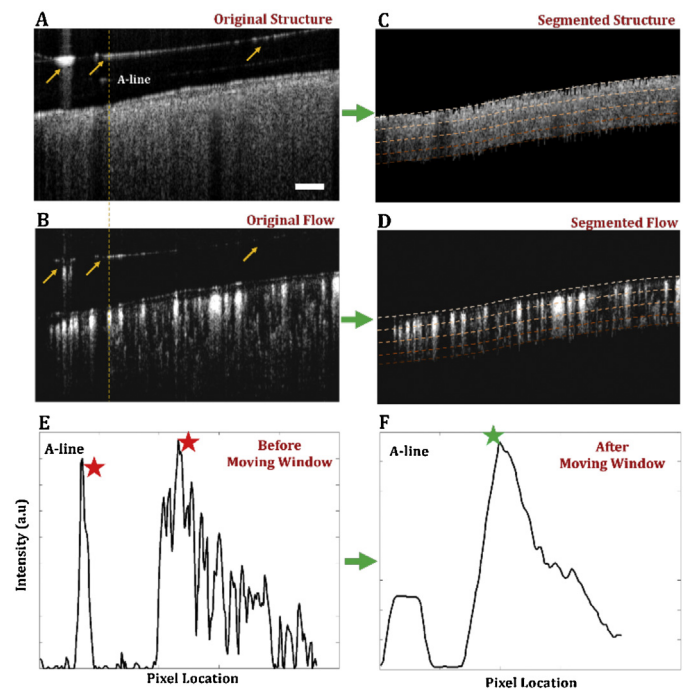 A
Original Structure
A-line
C
Segmented Structure
B
Original Flow
D
Segmented Flow
E
A-line
Before
Moving Window
Intensity (a.u)
Pixel Location
F
A-line
After
Moving Window
Pixel Location